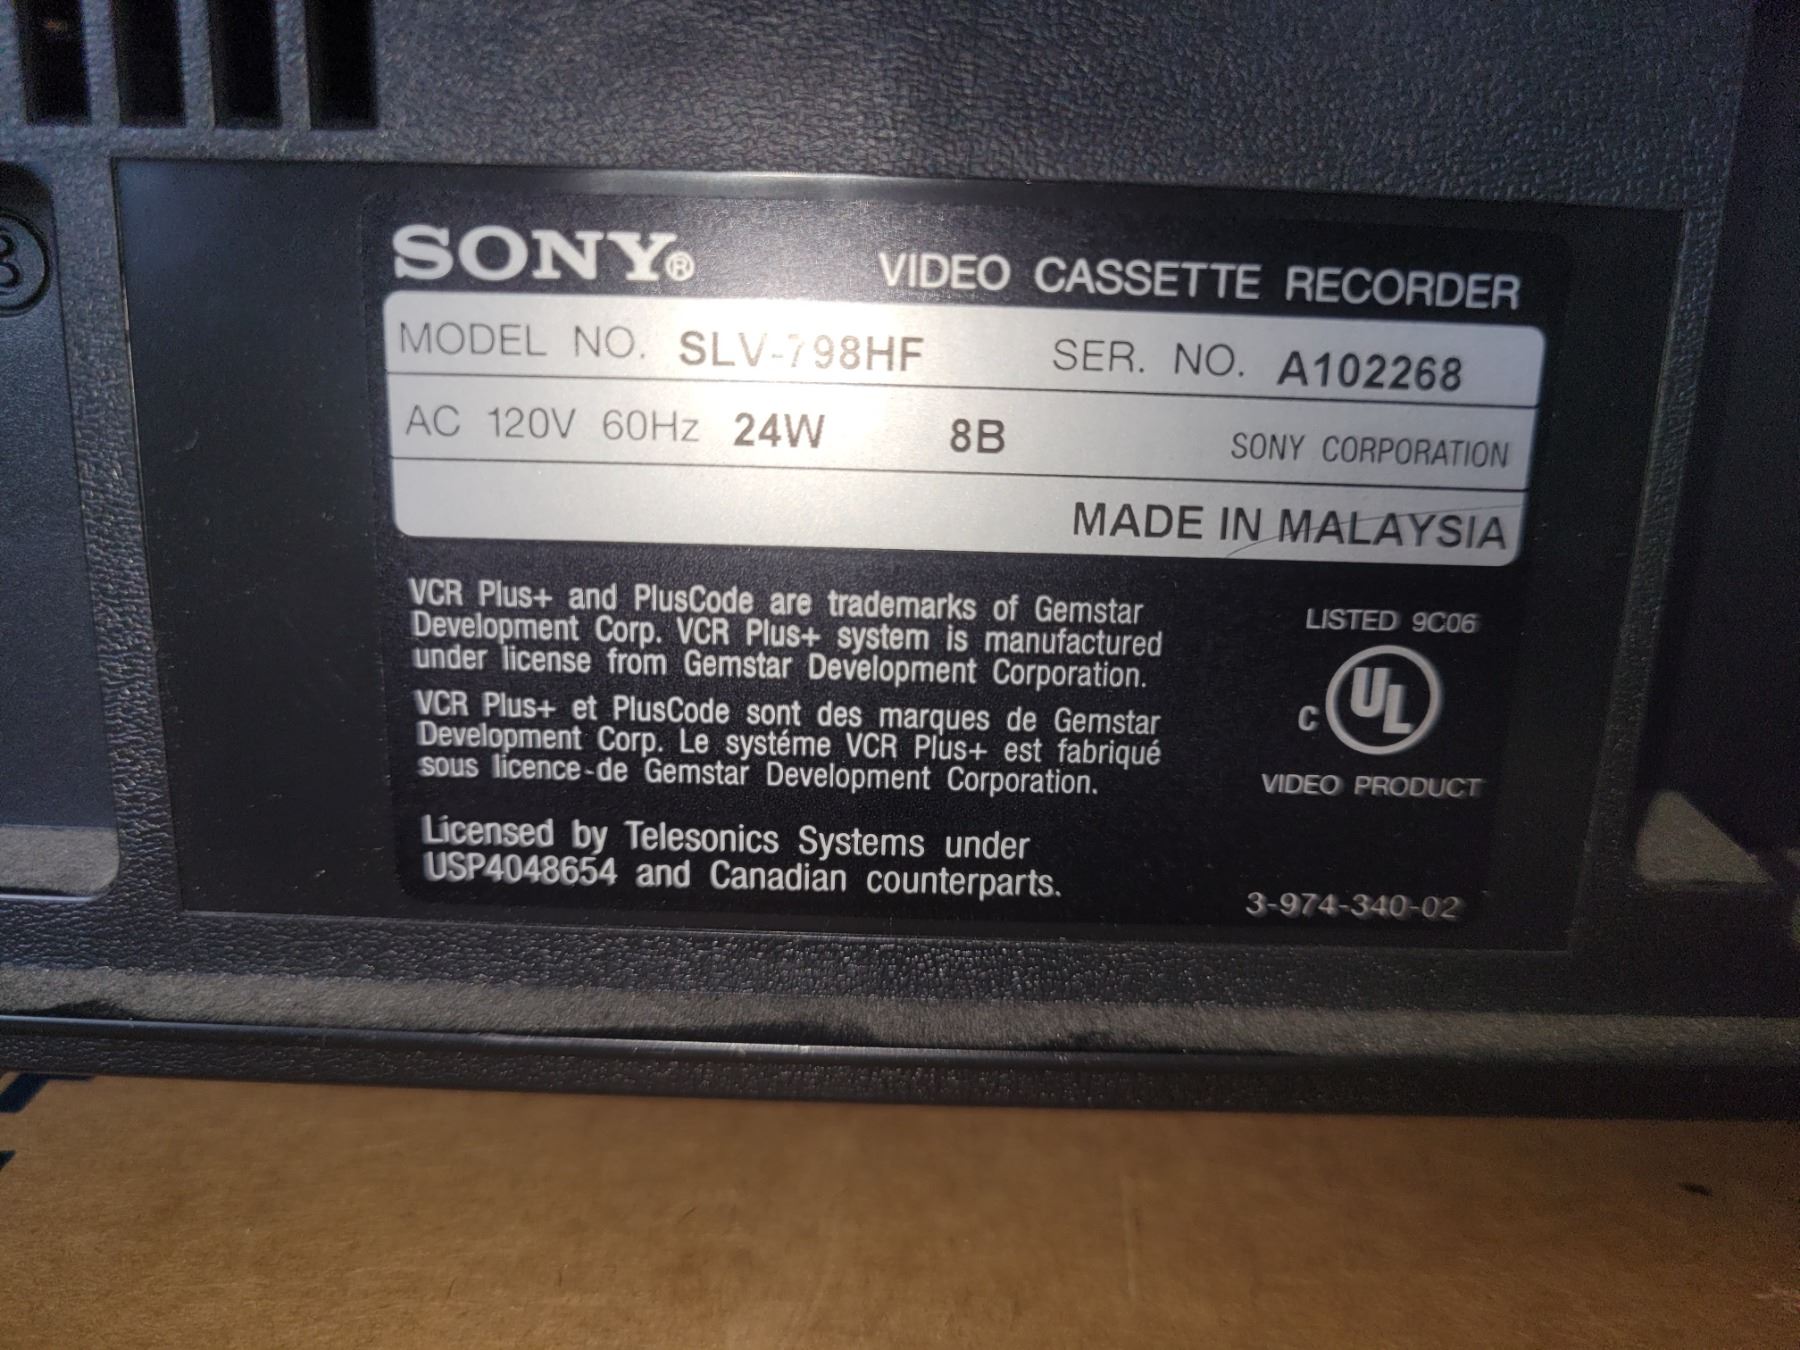 SONY® VIDEO CASSETTE RECORDER
MODEL NO. SLV-798HF SER. NO. A102268
AC 120V 60Hz 24W 8B SONY CORPORATION
MADE IN MALAYSIA
VCR Plus+ and PlusCode are trademarks of Gemstar
Development Corp. VCR Plus+ system is manufactured
under license from Gemstar Development Corporation.
VCR Plus+ et PlusCode sont des marques de Gemstar
Development Corp. Le systéme VCR Plus+ est fabriqué
sous licence-de Gemstar Development Corporation.
Licensed by Telesonics Systems under
USP4048654 and Canadian counterparts.
LISTED 9C06
C UL
VIDEO PRODUCT
3-974-340-02